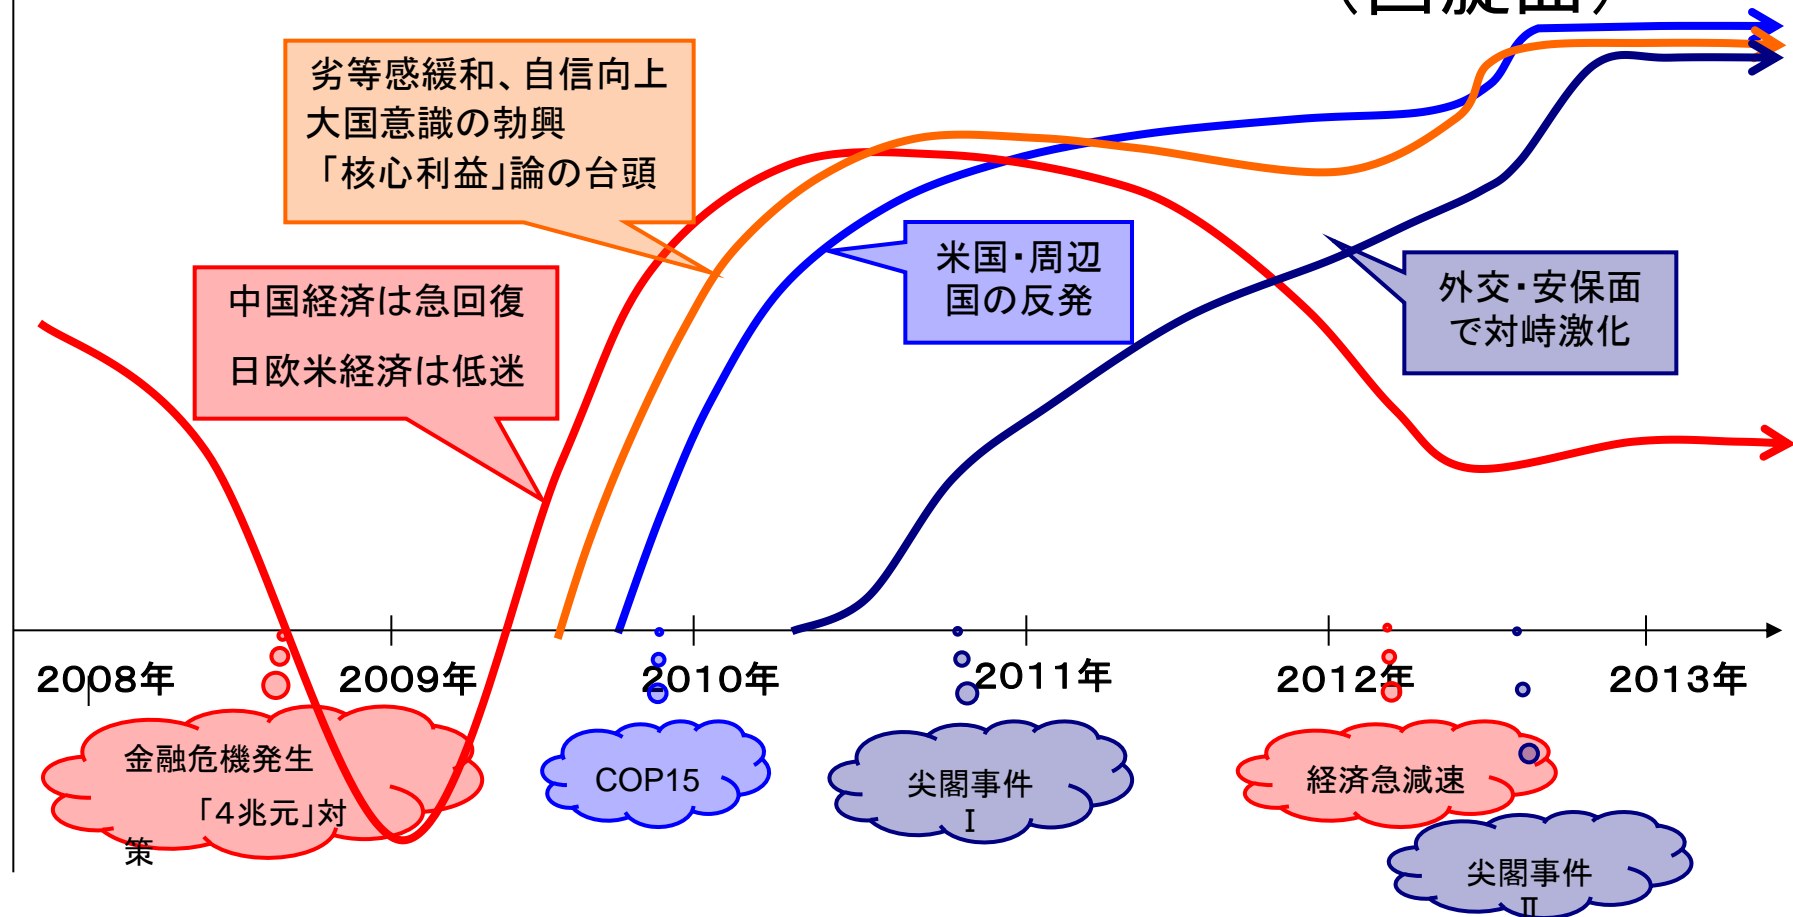 劣等感緩和、自信向上
大国意識の勃興
「核心利益」論の台頭
中国経済は急回復
日欧米経済は低迷
米国・周辺
国の反発
外交・安保面
で対峙激化
2008年
2009年
2010年
2011年
2012年
2013年
金融危機発生
「4兆元」対
策
COP15
尖閣事件
Ⅰ
経済急減速
尖閣事件
Ⅱ